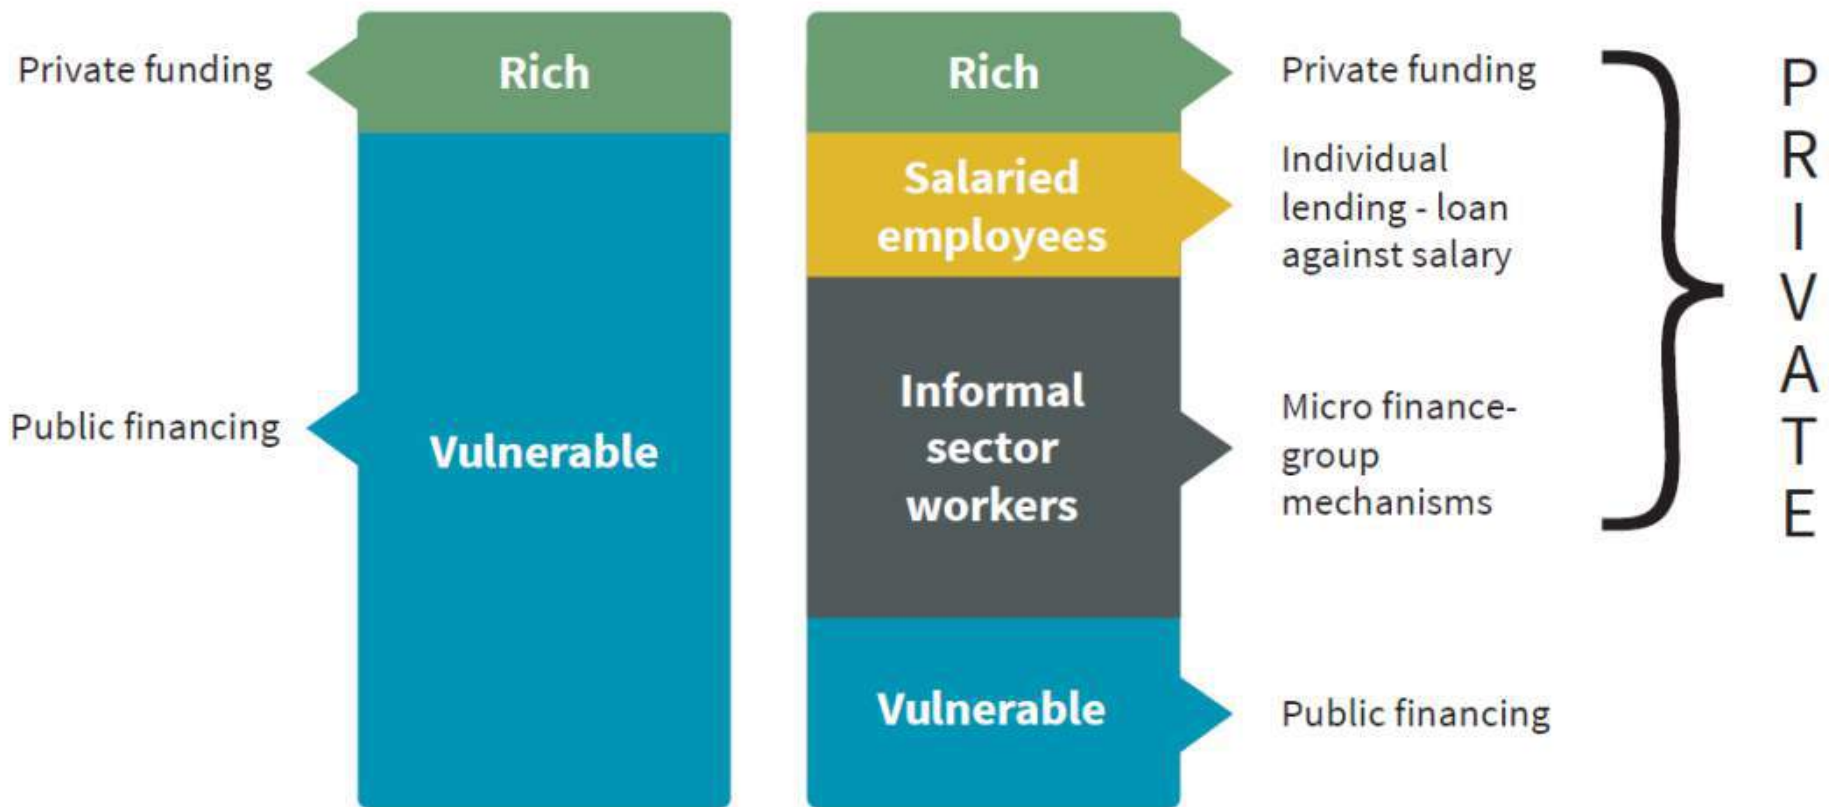 Private funding
Rich
Public financing
Vulnerable
Rich
Private funding
Salaried
employees
Individual
lending - loan
against salary
Informal
sector
workers
Micro finance-
group
mechanisms
Vulnerable
Public financing
PRIVATE